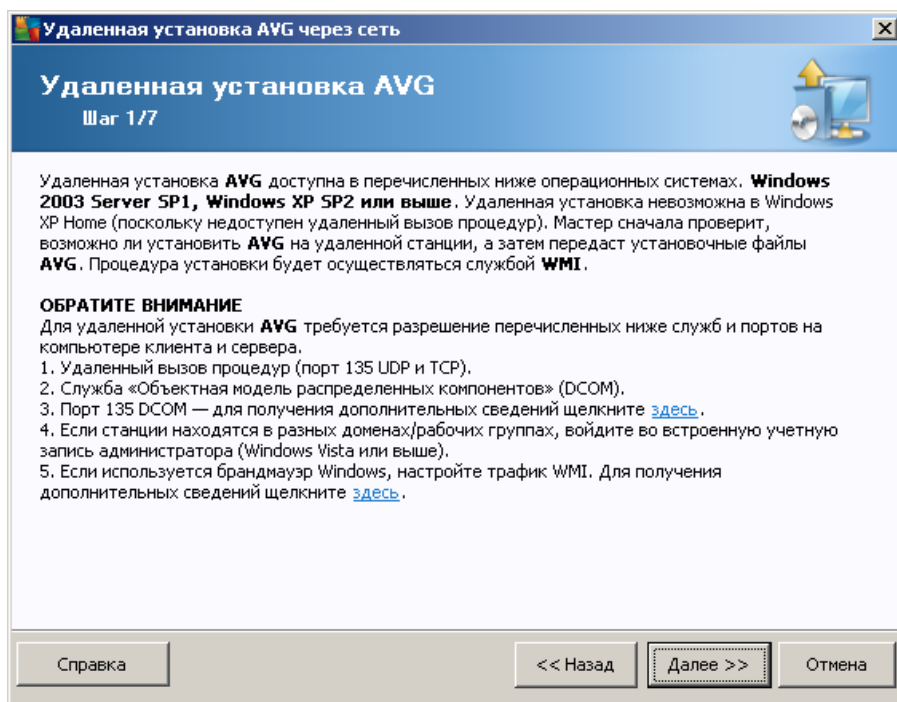 Удаленная установка AVG через сеть
Удаленная установка AVG
Шаг 1/7
Удаленная установка AVG доступна в перечисленных ниже операционных системах. Windows
2003 Server SP1, Windows XP SP2 или выше. Удаленная установка невозможна в Windows
XP Home (поскольку недоступен удаленный вызов процедур). Мастер сначала проверит,
возможно ли установить AVG на удаленной станции, а затем передаст установочные файлы
AVG. Процедура установки будет осуществляться службой WMI.
ОБРАТИТЕ ВНИМАНИЕ
Для удаленной установки AVG требуется разрешение перечисленных ниже служб и портов на
компьютере клиента и сервера.
1. Удаленный вызов процедур (порт 135 UDP и TCP).
2. Служба «Объектная модель распределенных компонентов» (DCOM).
3. Порт 135 DCOM — для получения дополнительных сведений щелкните здесь.
4. Если станции находятся в разных доменах/рабочих группах, войдите во встроенную учетную
запись администратора (Windows Vista или выше).
5. Если используется брандмауэр Windows, настройте трафик WMI. Для получения
дополнительных сведений щелкните здесь.
Справка
<< Назад
Далее >>
Отмена